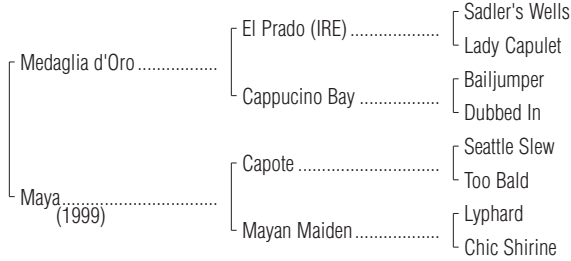 Sadler's Wells
El Prado (IRE) ....................
Lady Capulet
Medaglia d'Oro ................
Bailjumper
Cappucino Bay ..................
Dubbed In
Seattle Slew
Capote ...............................
Too Bald
Maya...............................
(1999)
Lyphard
Mayan Maiden...................
Chic Shirine